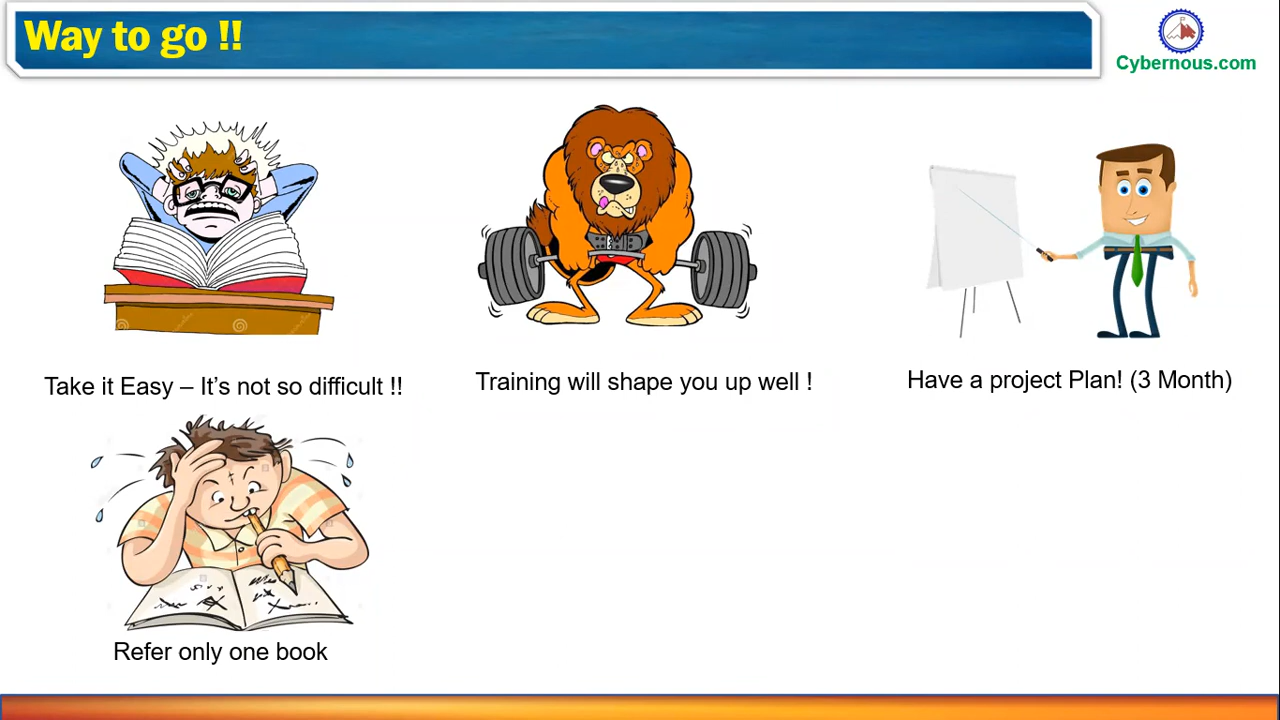 Way to go !!
Cybernous.com
Take it Easy – It's not so difficult !!
Training will shape you up well !
Have a project Plan! (3 Month)
Refer only one book